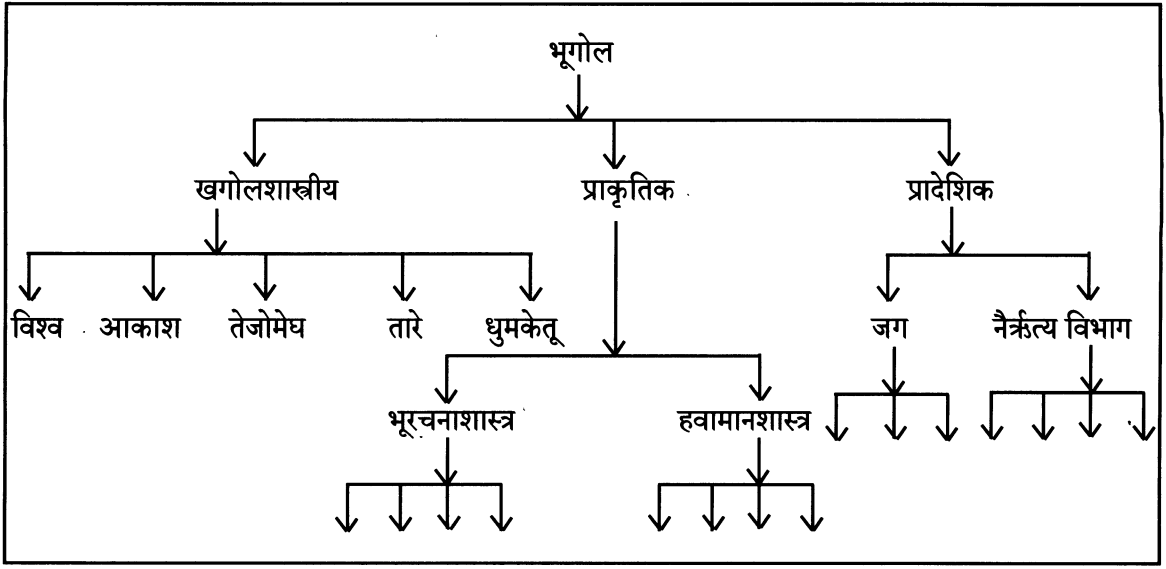 भूगोल
खगोलशास्त्रीय प्राकृतिक प्रादेशिक
विश्व आकाश तेजोमेघ तारे धुमकेतू जग नैर्ऋत्य विभाग
भूरचनाशास्त्र हवामानशास्त्र